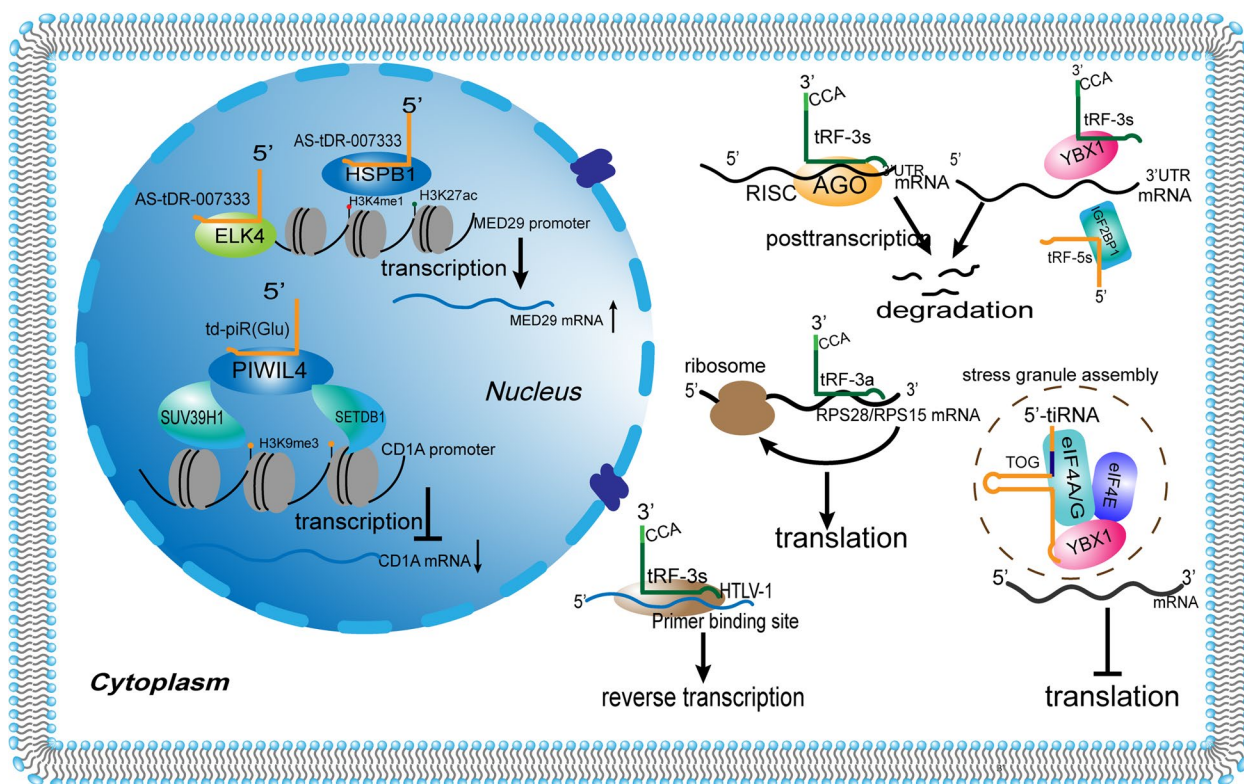 5'
AS-tDR-007333
HSPB1
5'
AS-tDR-007333
ELK4
H3K4me1
H3K27ac
MED29 promoter
transcription
MED29 mRNA
5'
td-piR(Glu)
PIWIL4
SUV39H1
SETDB1
H3K9me3
CD1A promoter
transcription
CD1A mRNA
Nucleus
Cytoplasm
3'
CCA
tRF-3s
5'
RISC
AGO
3'UTR
mRNA
posttranscription
degradation
3'
CCA
tRF-3s
YBX1
5'
3'UTR
mRNA
IGF2BP1
tRF-5s
5'
3'
CCA
ribosome
tRF-3a
5'
3'
RPS28/RPS15 mRNA
translation
3'
CCA
tRF-3s
HTLV-1
5'
Primer binding site
reverse transcription
stress granule assembly
5'-tiRNA
TOG
eIF4A/G
eIF4E
YBX1
5'
3'
mRNA
translation